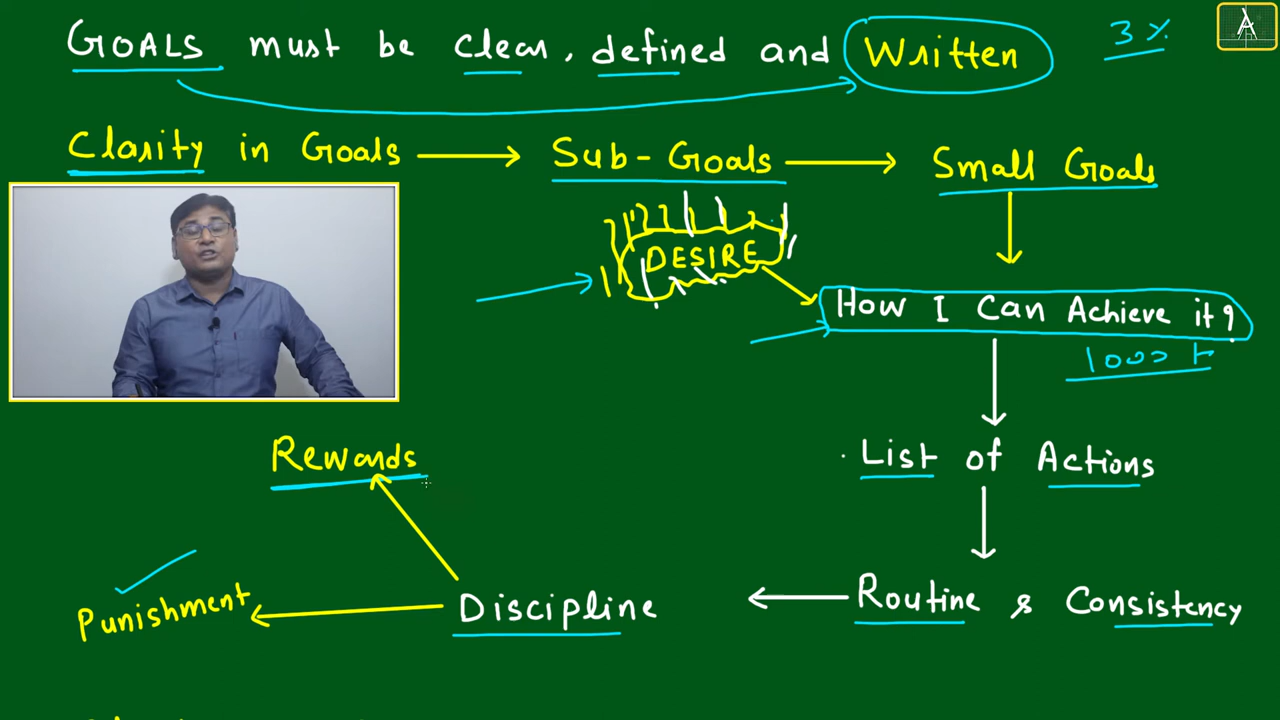 GOALS must be clear, defined and Written 3%
Clarity in Goals → Sub-Goals → Small Goals
DESIRE
How I Can Achieve it?
1000 +
Rewards
List of Actions
Punishment
Discipline
Routine & Consistency